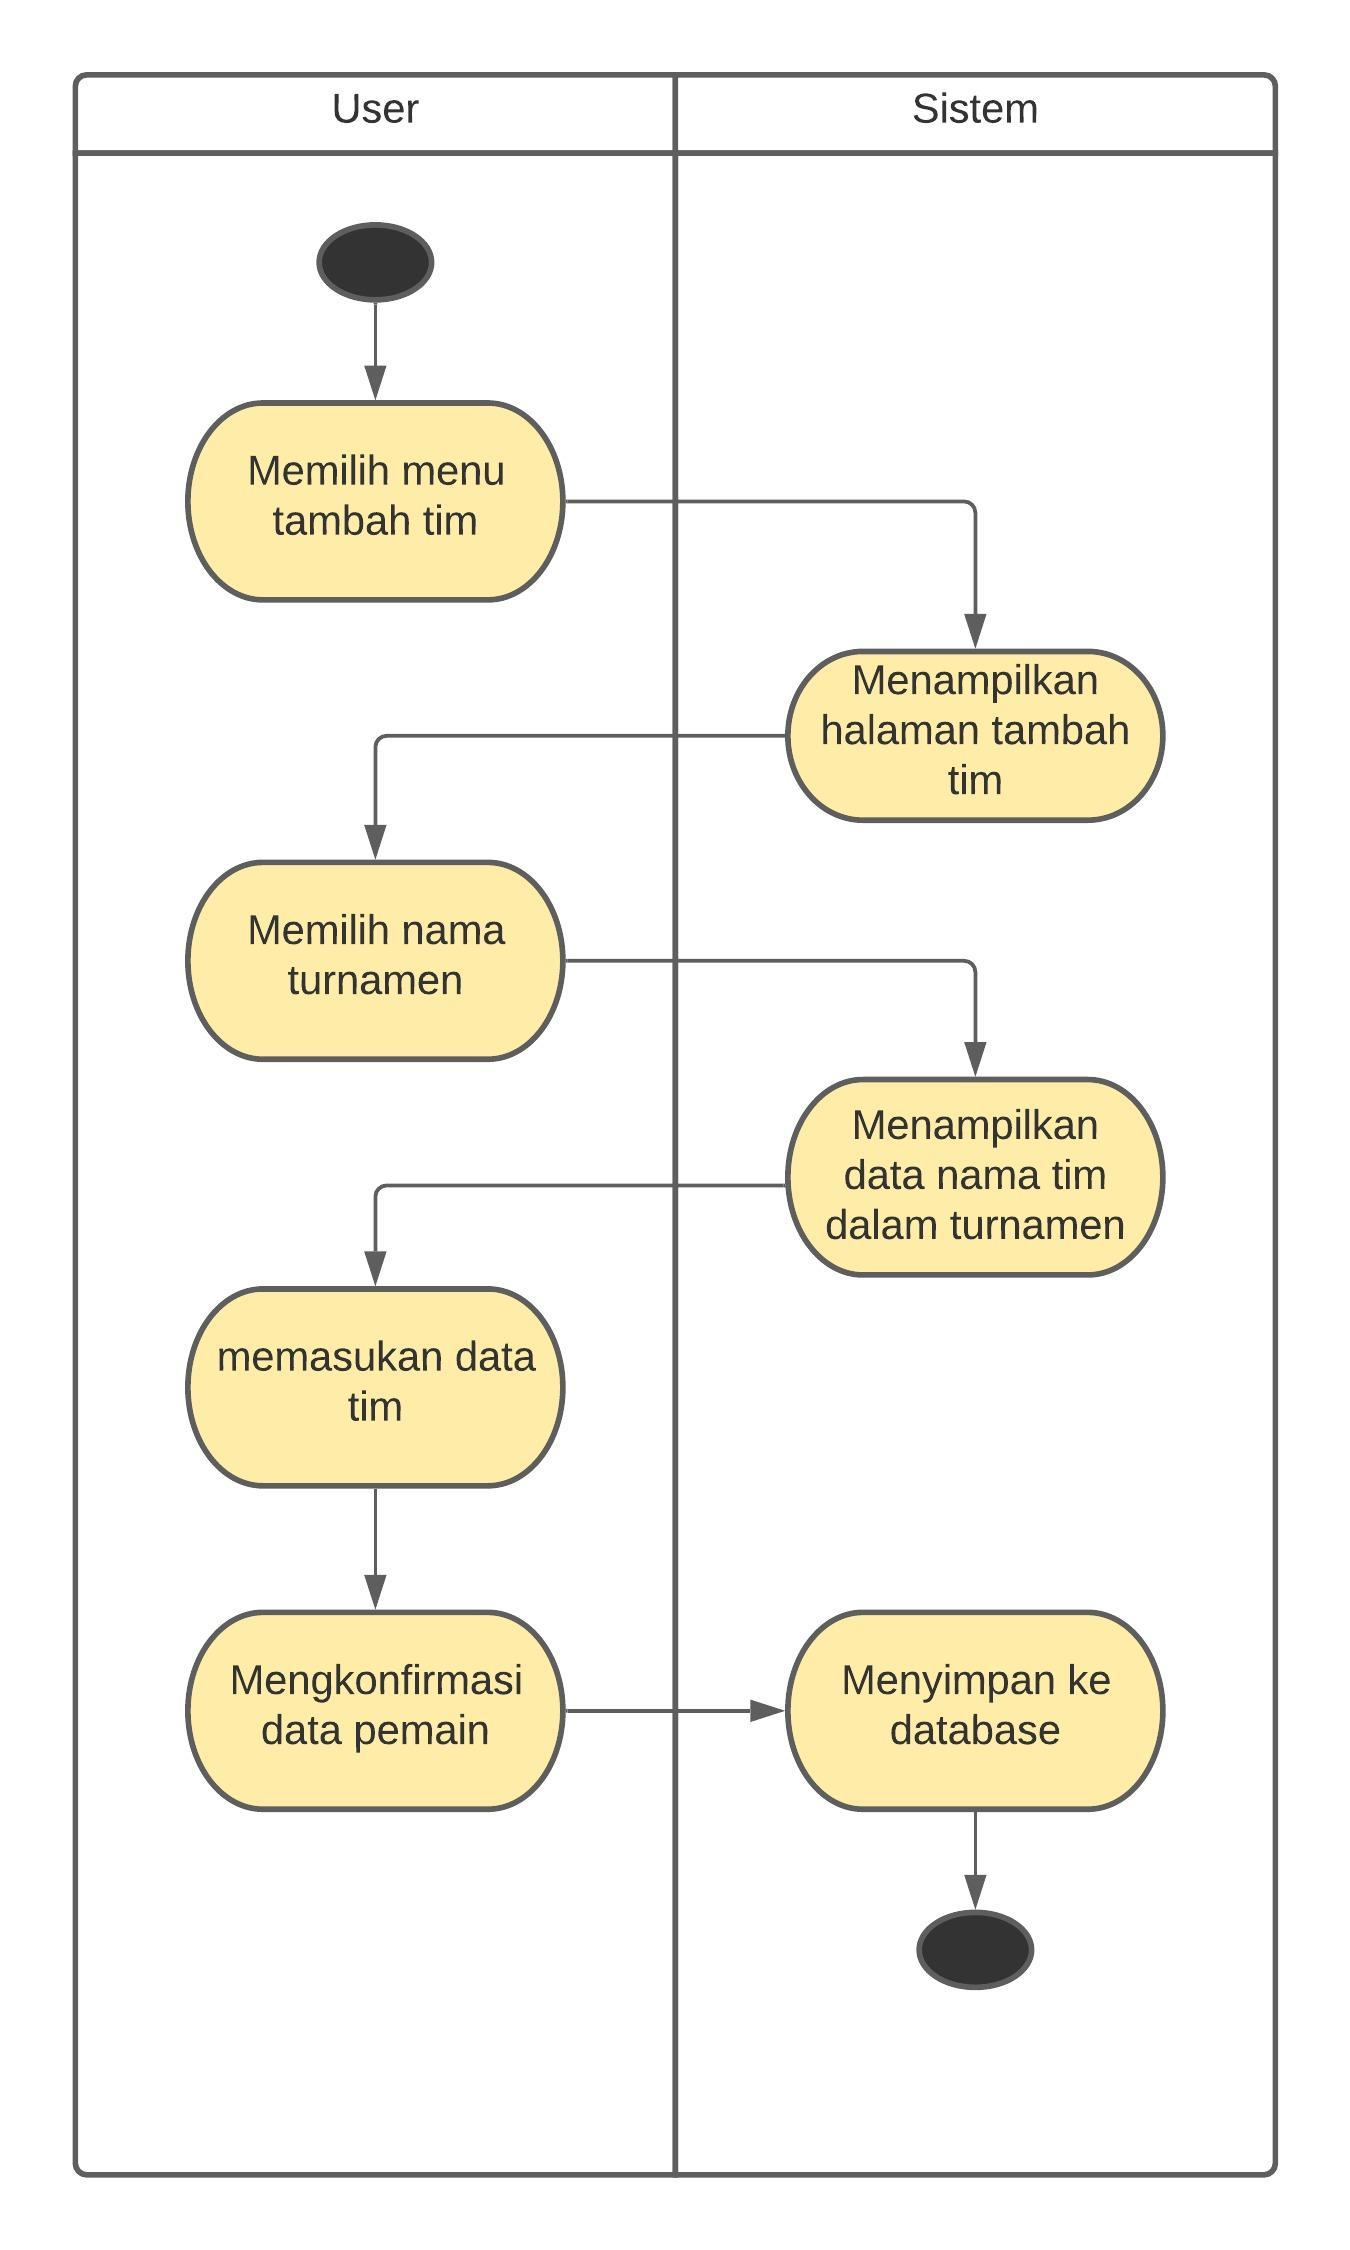 User
Sistem
Memilih menu
tambah tim
Menampilkan
halaman tambah
tim
Memilih nama
turnamen
Menampilkan
data nama tim
dalam turnamen
memasukan data
tim
Mengkonfirmasi
data pemain
Menyimpan ke
database